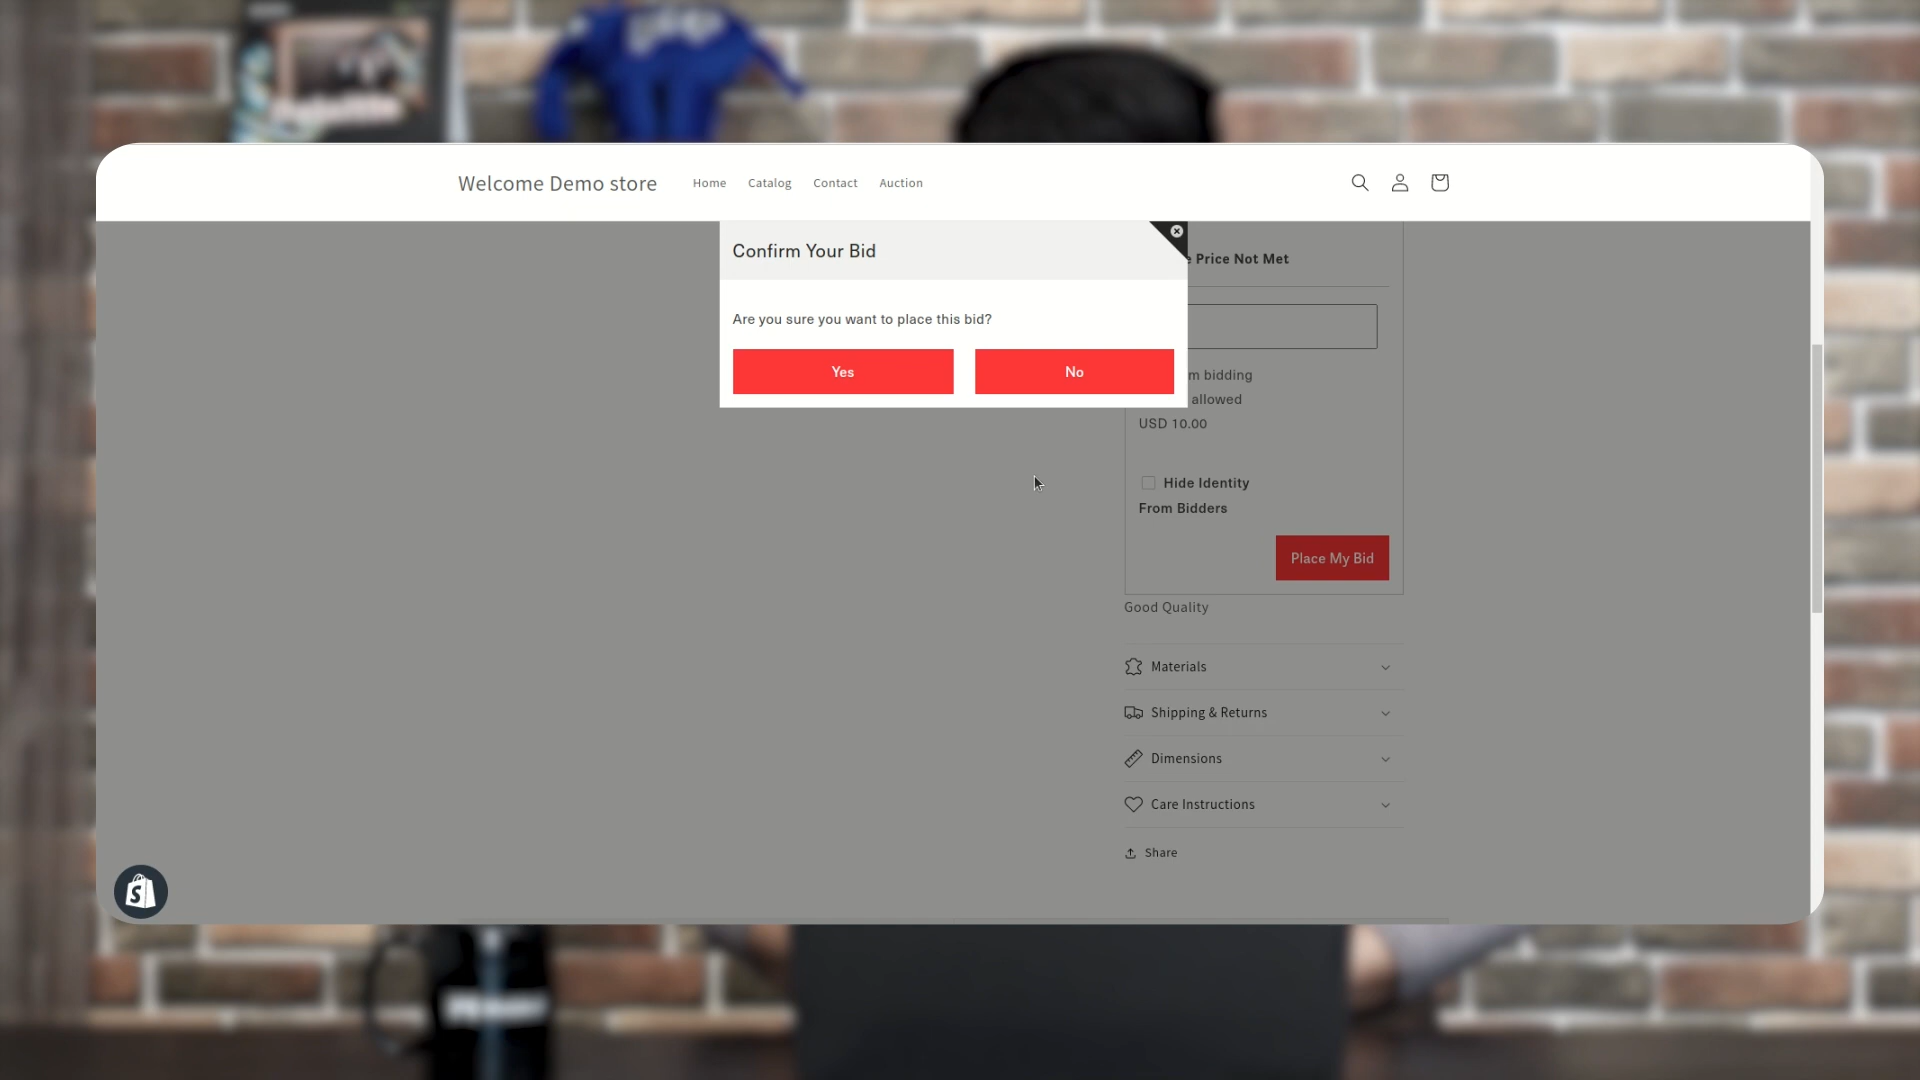 Welcome Demo store
Home
Catalog
Contact
Auction
Confirm Your Bid
Price Not Met
Are you sure you want to place this bid?
Yes
No
bidding
allowed
USD 10.00
Hide Identity
From Bidders
Place My Bid
Good Quality
Materials
Shipping & Returns
Dimensions
Care Instructions
Share